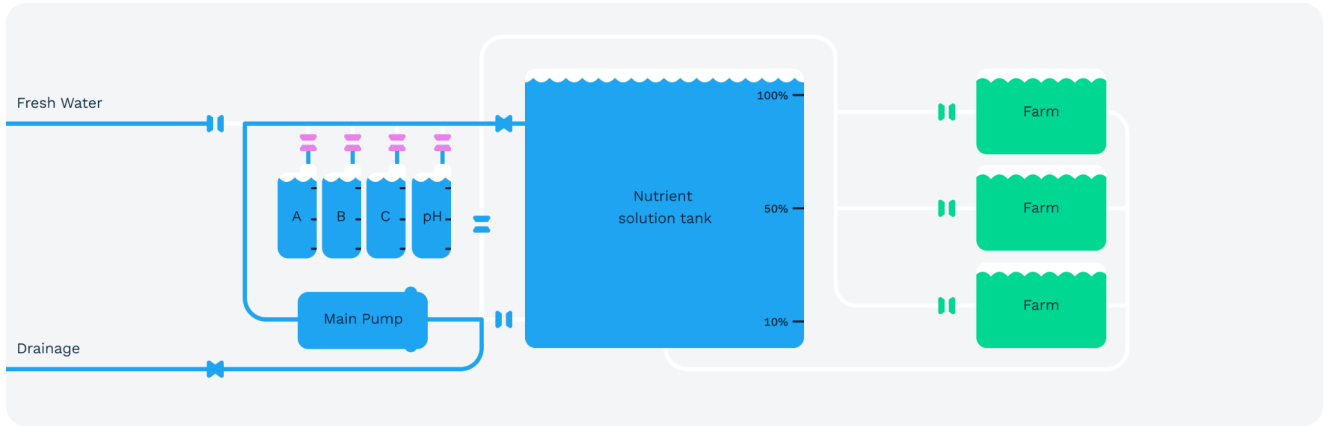 Fresh Water
A
B
C
pH
Main Pump
Drainage
100%
Nutrient
solution tank
50%
10%
Farm
Farm
Farm